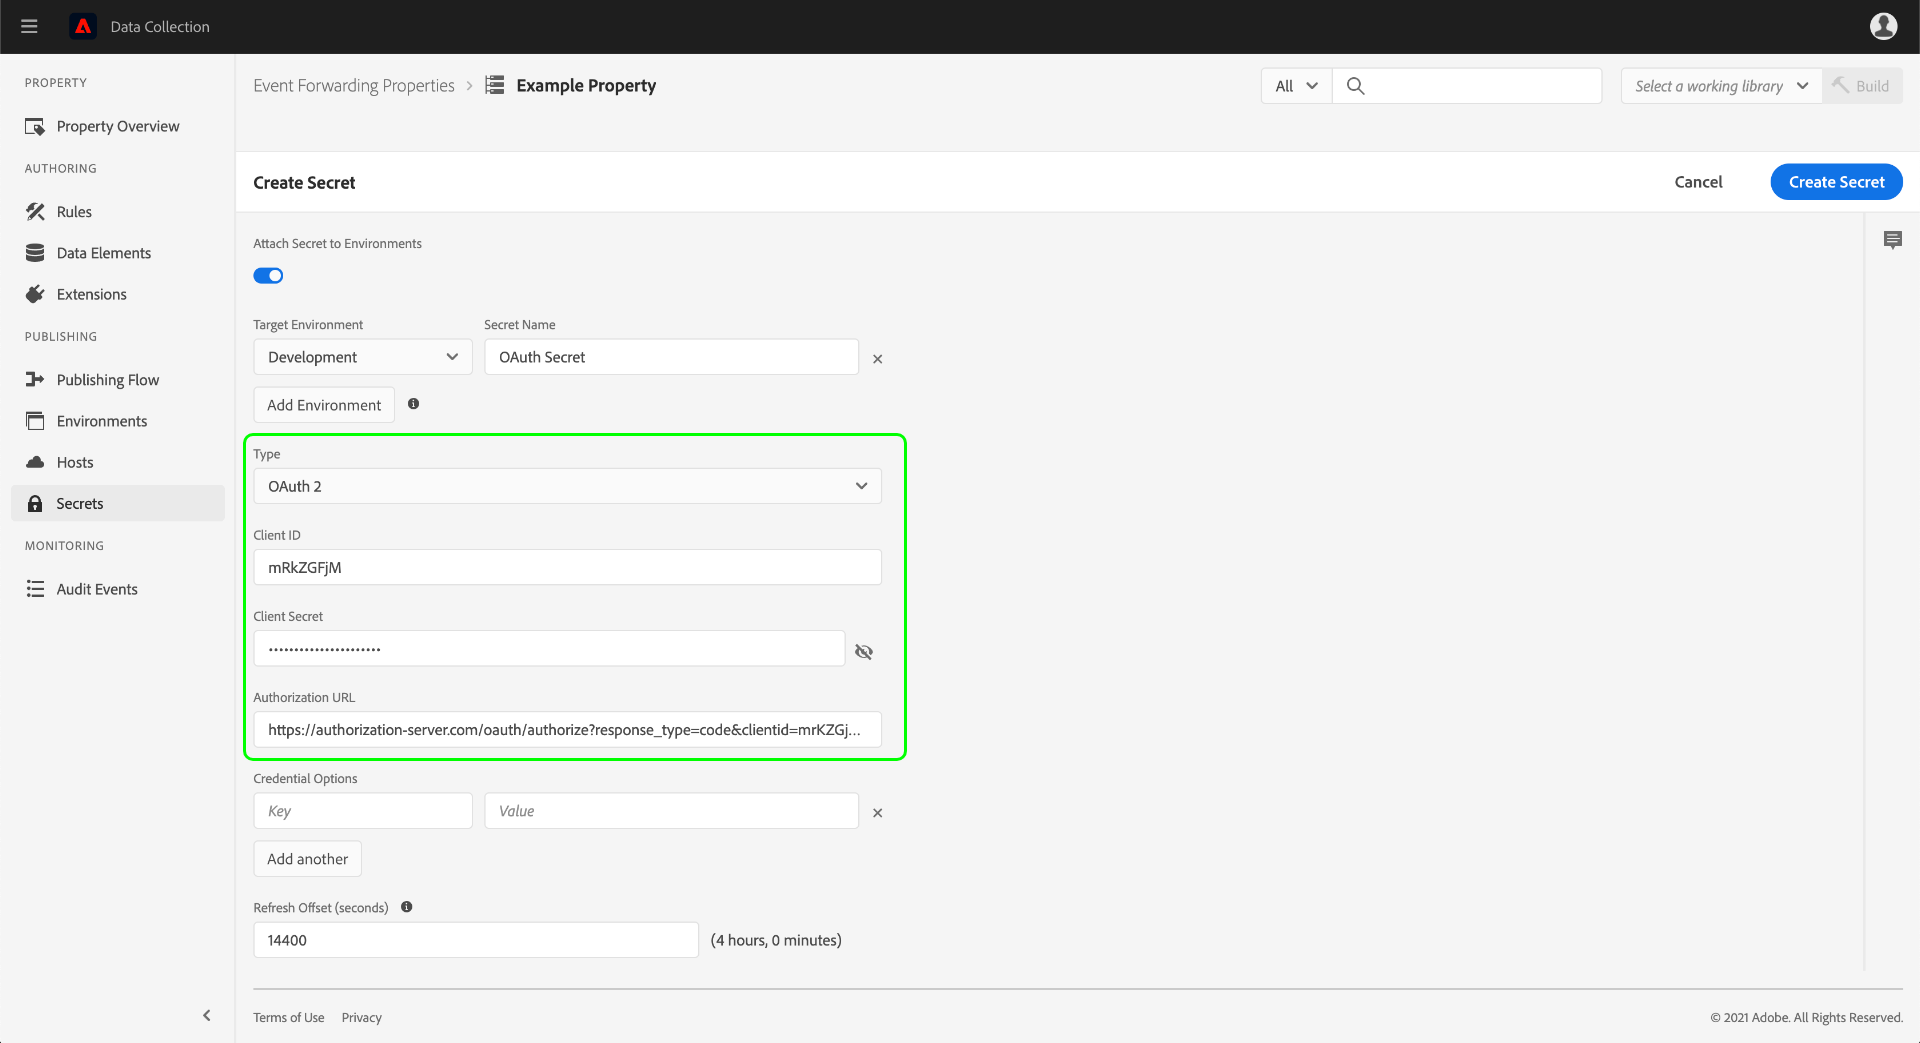 Data Collection
PROPERTY
Property Overview
AUTHORING
Rules
Data Elements
Extensions
PUBLISHING
Publishing Flow
Environments
Hosts
Secrets
MONITORING
Audit Events
Event Forwarding Properties > Example Property
All
Select a working library
Build
Create Secret
Cancel
Create Secret
Attach Secret to Environments
Target Environment Secret Name
Development OAuth Secret
Add Environment
Type
OAuth 2
Client ID
mRkZGFjM
Client Secret
••••••••••••••••••••••
Authorization URL
https://authorization-server.com/oauth/authorize?response_type=code&clientid=mrKZGj...
Credential Options
Key Value
Add another
Refresh Offset (seconds)
14400 (4 hours, 0 minutes)
Terms of Use Privacy
© 2021 Adobe. All Rights Reserved.